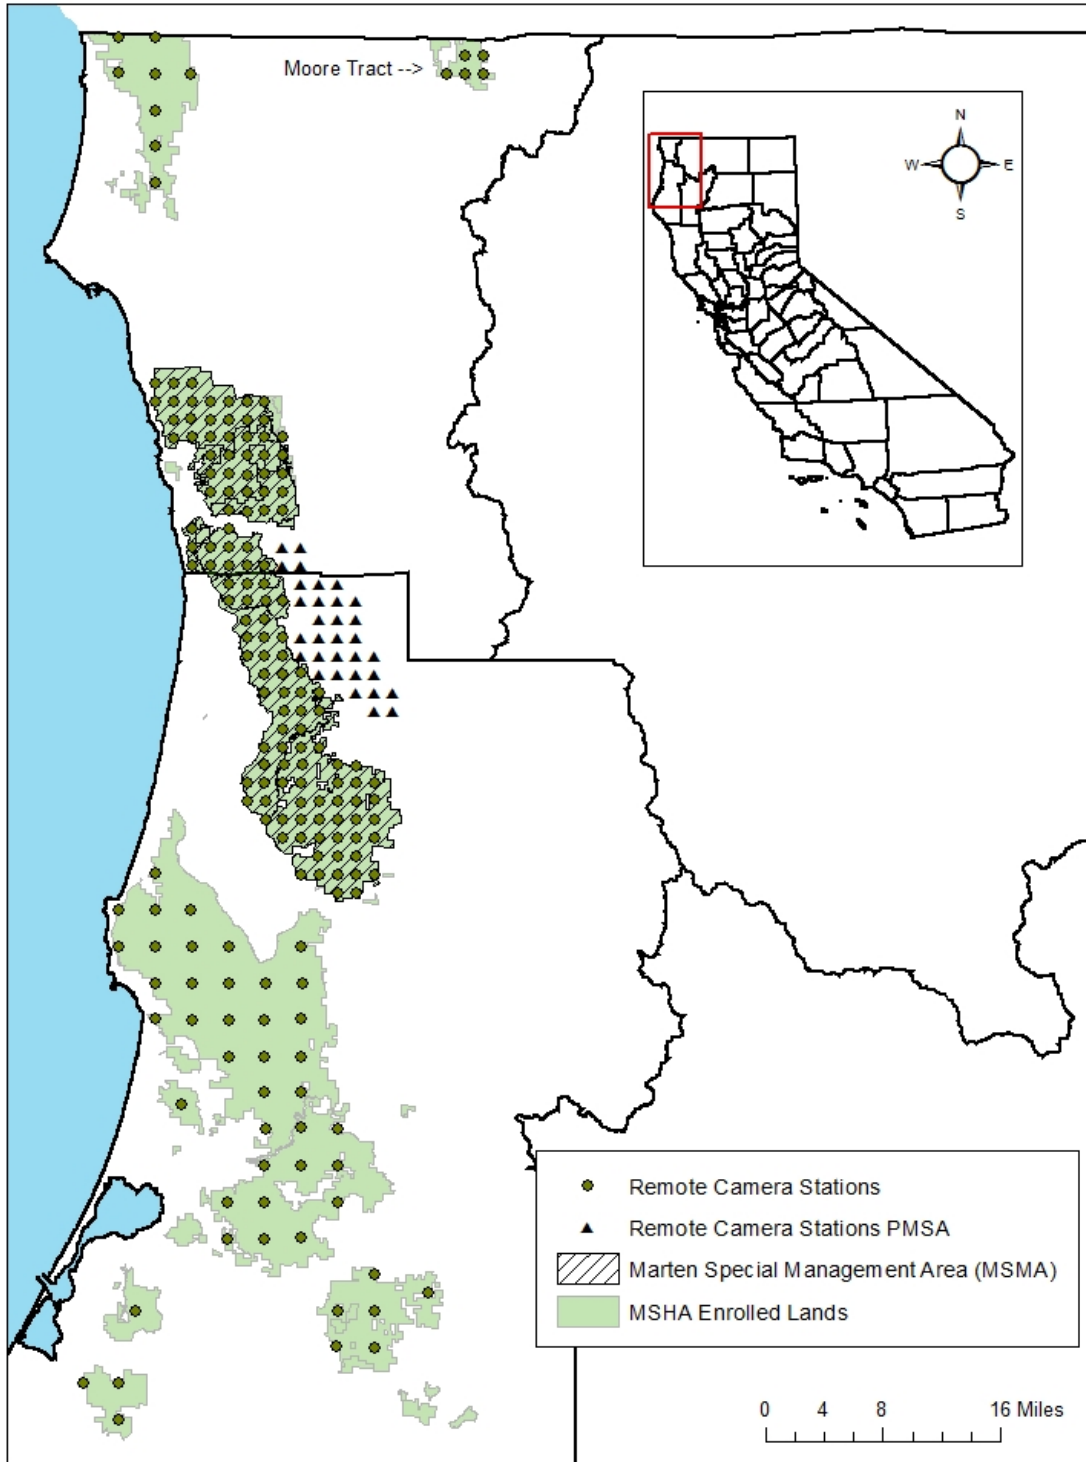 Moore Tract -->
N
W E
S
Remote Camera Stations
Remote Camera Stations PMSA
Marten Special Management Area (MSMA)
MSHA Enrolled Lands
0 4 8 16 Miles